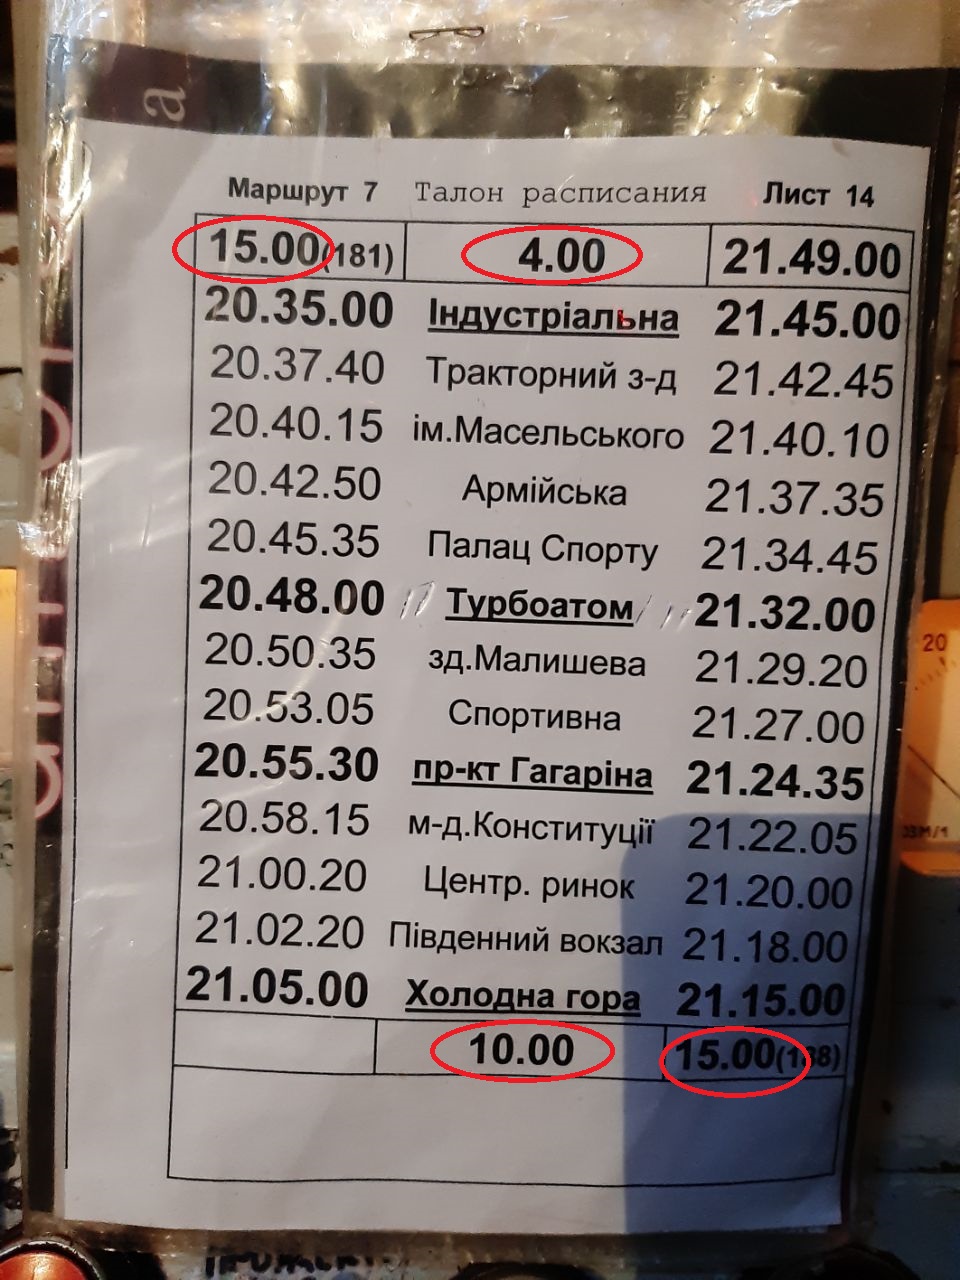 а
Маршрут 7 Талон расписания Лист 14
15.00(181) 4.00 21.49.00
20.35.00 Індустріальна 21.45.00
20.37.40 Тракторний з-д 21.42.45
20.40.15 ім.Масельського 21.40.10
20.42.50 Армійська 21.37.35
20.45.35 Палац Спорту 21.34.45
20.48.00 Турбоатом 21.32.00
20.50.35 зд.Малишева 21.29.20
20.53.05 Спортивна 21.27.00
20.55.30 пр-кт Гагаріна 21.24.35
20.58.15 м-д.Конституції 21.22.05
21.00.20 Центр. ринок 21.20.00
21.02.20 Південний вокзал 21.18.00
21.05.00 Холодна гора 21.15.00
10.00 15.00(188)
20